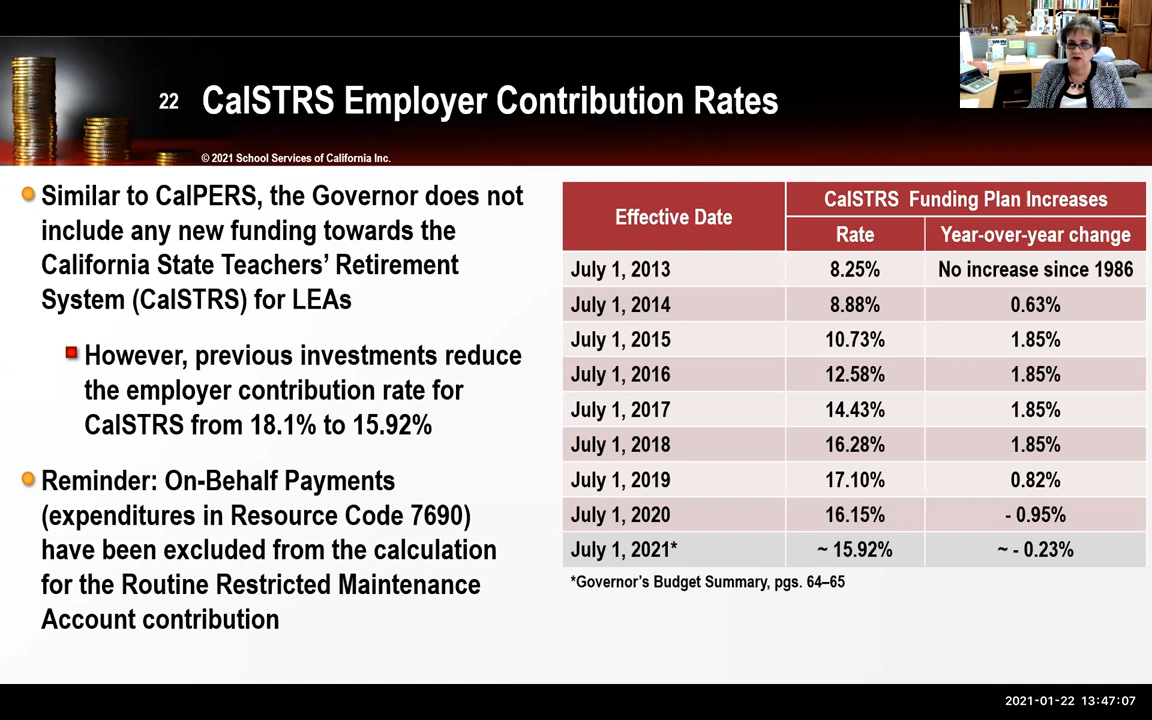 22 CalSTRS Employer Contribution Rates
© 2021 School Services of California Inc.
Similar to CalPERS, the Governor does not
include any new funding towards the
California State Teachers’ Retirement
System (CalSTRS) for LEAs
However, previous investments reduce
the employer contribution rate for
CalSTRS from 18.1% to 15.92%
Reminder: On-Behalf Payments
(expenditures in Resource Code 7690)
have been excluded from the calculation
for the Routine Restricted Maintenance
Account contribution
Effective Date
CalSTRS Funding Plan Increases
Rate Year-over-year change
July 1, 2013 8.25% No increase since 1986
July 1, 2014 8.88% 0.63%
July 1, 2015 10.73% 1.85%
July 1, 2016 12.58% 1.85%
July 1, 2017 14.43% 1.85%
July 1, 2018 16.28% 1.85%
July 1, 2019 17.10% 0.82%
July 1, 2020 16.15% - 0.95%
July 1, 2021* ~ 15.92% ~ - 0.23%
*Governor’s Budget Summary, pgs. 64–65
2021-01-22 13:47:07